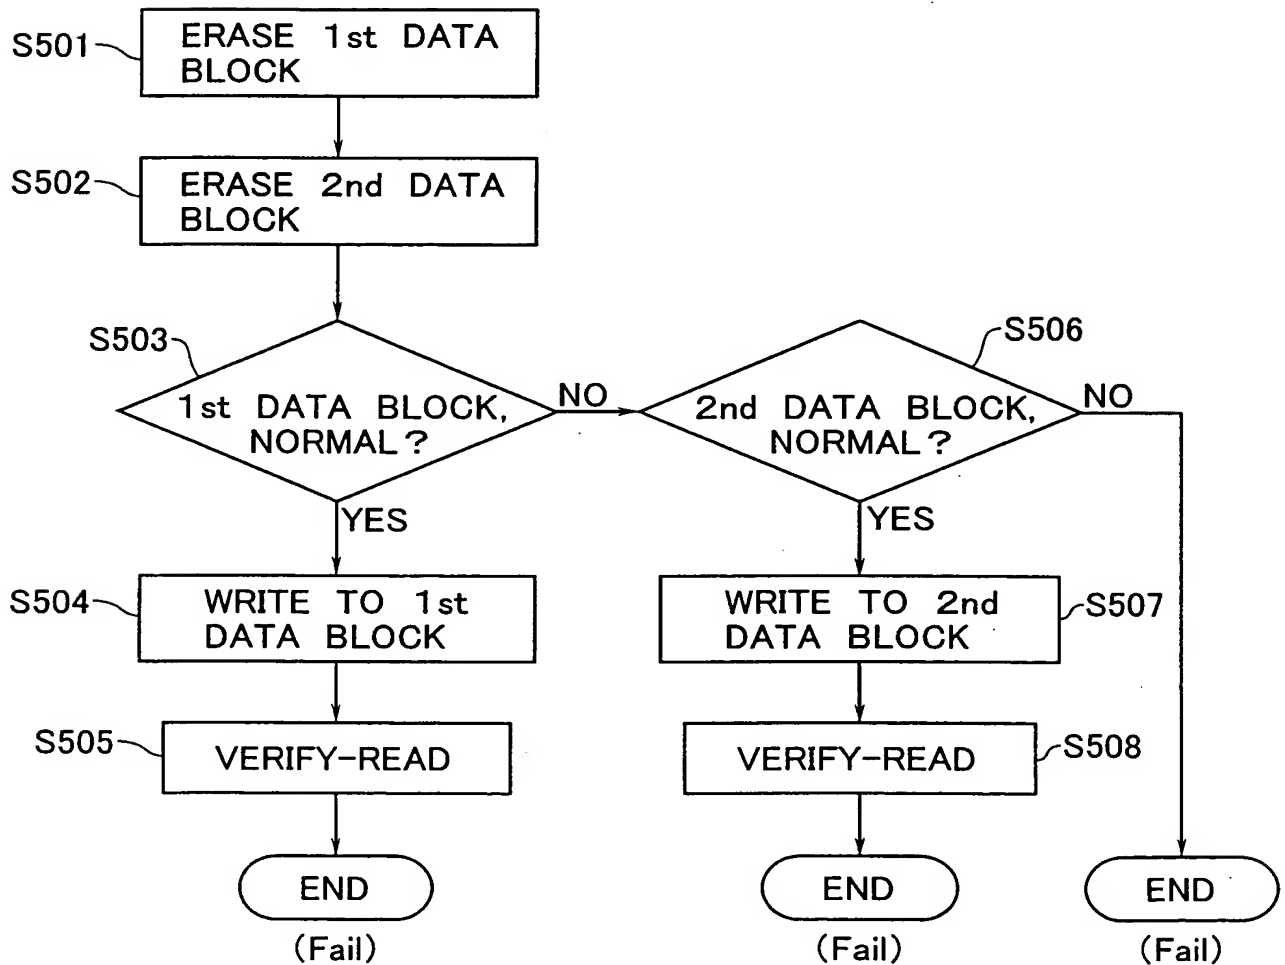 S501
ERASE 1st DATA
BLOCK
S502
ERASE 2nd DATA
BLOCK
S503
1st DATA BLOCK,
NORMAL?
NO
YES
S506
2nd DATA BLOCK,
NORMAL?
NO
YES
S504
WRITE TO 1st
DATA BLOCK
S507
WRITE TO 2nd
DATA BLOCK
S505
VERIFY-READ
S508
VERIFY-READ
END
(Fail)
END
(Fail)
END
(Fail)